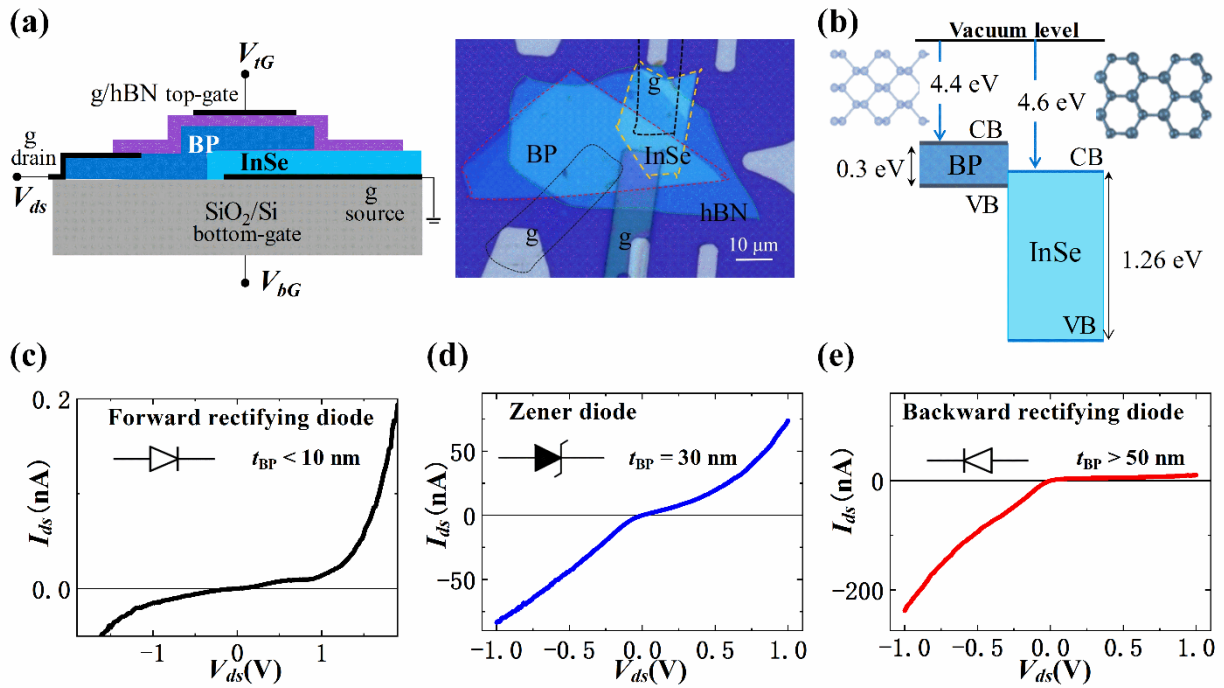 (a)
V_tG
g/hBN top-gate
BP
g
drain
InSe
V_ds
SiO2/Si
g
source
bottom-gate
V_bG
g
BP
InSe
hBN
g
g
10 μm
(b)
Vacuum level
4.4 eV
4.6 eV
CB
CB
0.3 eV
BP
VB
InSe
1.26 eV
VB
(c)
0.2
Forward rectifying diode
t_BP < 10 nm
I_ds(nA)
0.0
−1
0
1
V_ds(V)
(d)
Zener diode
50
t_BP = 30 nm
I_ds(nA)
0
−50
−1.0
−0.5
0.0
0.5
1.0
V_ds(V)
(e)
Backward rectifying diode
t_BP > 50 nm
I_ds(nA)
0
−200
−1.0
−0.5
0.0
0.5
1.0
V_ds(V)